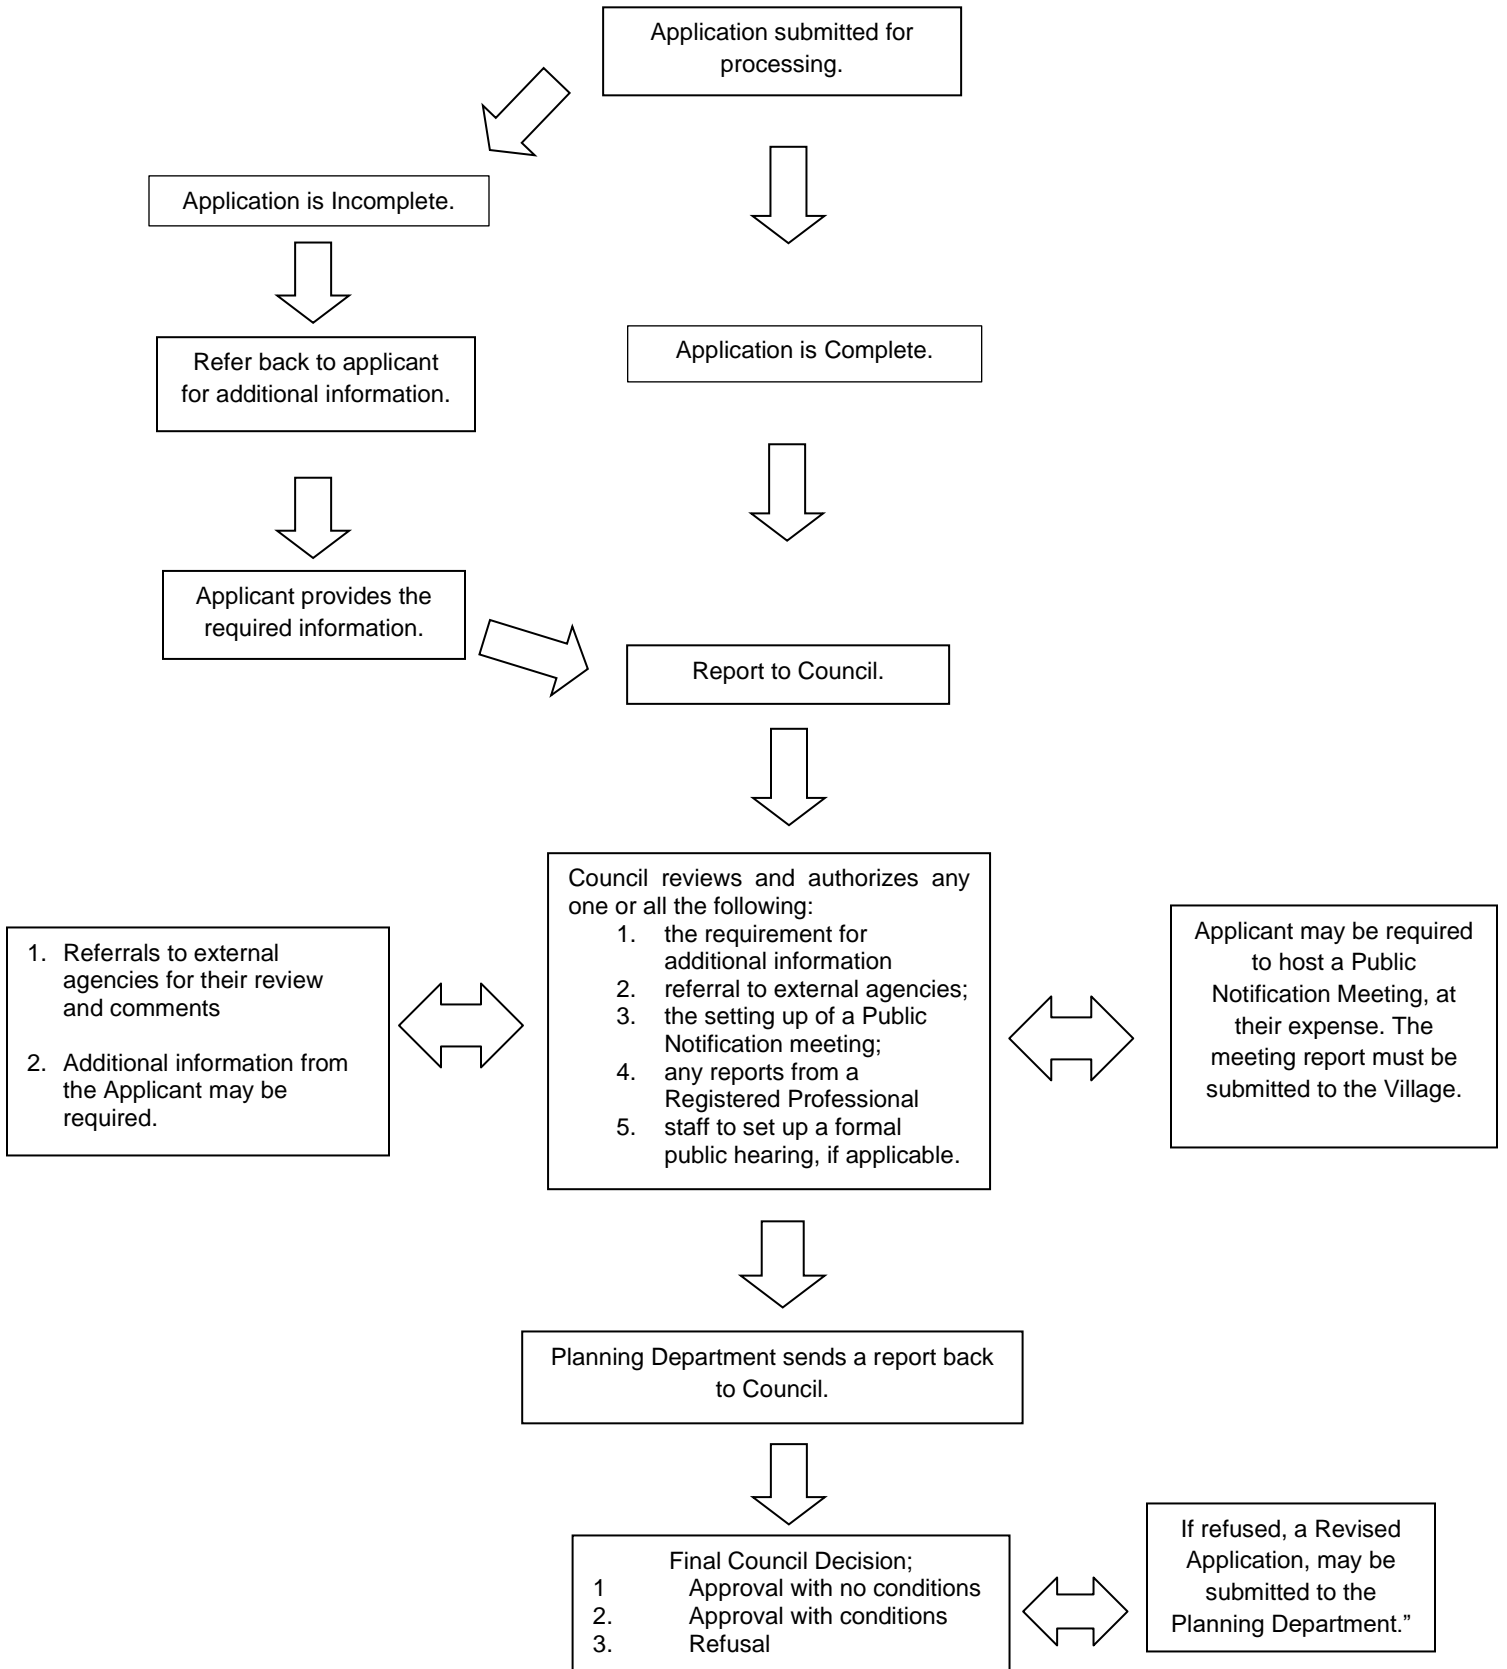 Application submitted for
processing.
Application is Incomplete.
Refer back to applicant
for additional information.
Application is Complete.
Applicant provides the
required information.
Report to Council.
Council reviews and authorizes any
one or all the following:
1. the requirement for
additional information
2. referral to external agencies;
3. the setting up of a Public
Notification meeting;
4. any reports from a
Registered Professional
5. staff to set up a formal
public hearing, if applicable.
1. Referrals to external
agencies for their review
and comments
2. Additional information from
the Applicant may be
required.
Applicant may be required
to host a Public
Notification Meeting, at
their expense. The
meeting report must be
submitted to the Village.
Planning Department sends a report back
to Council.
Final Council Decision;
1 Approval with no conditions
2. Approval with conditions
3. Refusal
If refused, a Revised
Application, may be
submitted to the
Planning Department.”